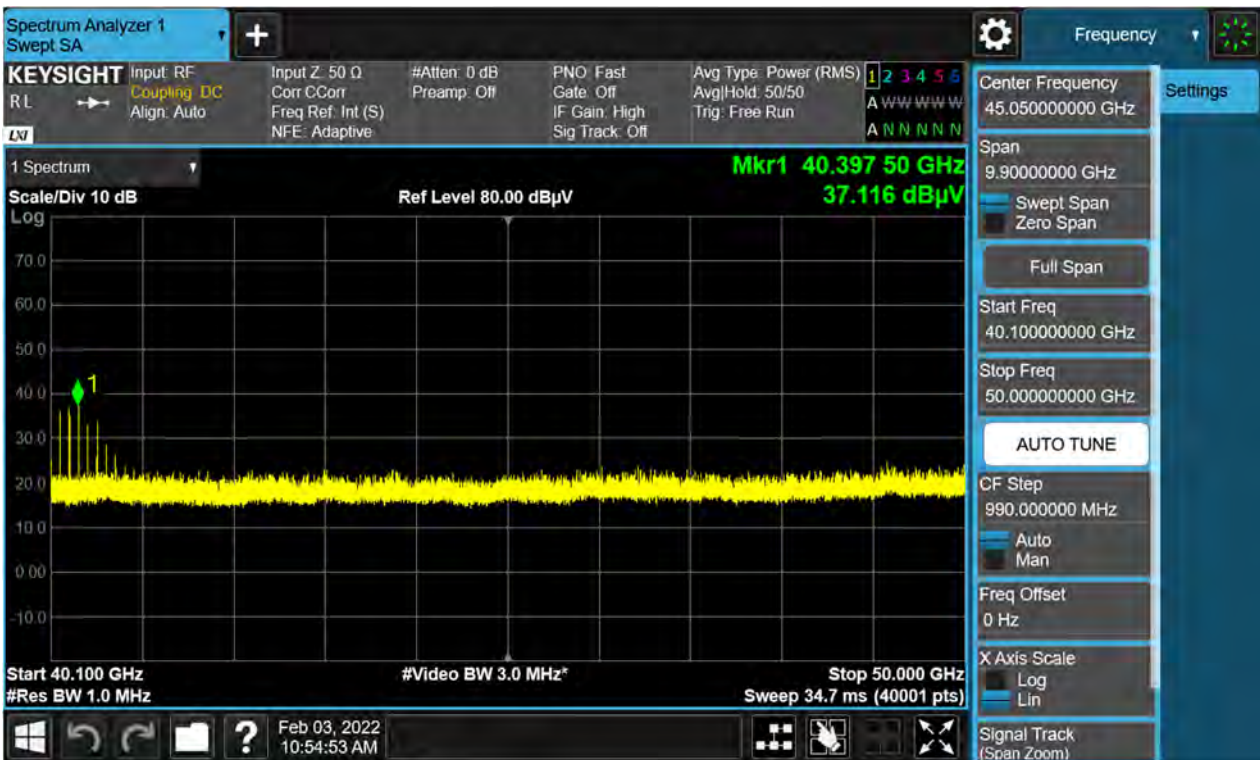 Spectrum Analyzer 1
Swept SA
Frequency
KEYSIGHT
R L
LXI
Input: RF
Coupling: DC
Align: Auto
Input Z: 50 Ω
Corr CCorr
Freq Ref: Int (S)
NFE: Adaptive
#Atten: 0 dB
Preamp: Off
PNO: Fast
Gate: Off
IF Gain: High
Sig Track: Off
Avg Type: Power (RMS)
Avg|Hold: 50/50
Trig: Free Run
1 2 3 4 5 6
A W W W W W
A N N N N N
1 Spectrum
Scale/Div 10 dB
Ref Level 80.00 dBµV
Mkr1 40.397 50 GHz
37.116 dBµV
Log
70.0
60.0
50.0
40.0
30.0
20.0
10.0
0.00
-10.0
1
Start 40.100 GHz
#Video BW 3.0 MHz*
Stop 50.000 GHz
#Res BW 1.0 MHz
Sweep 34.7 ms (40001 pts)
Feb 03, 2022
10:54:53 AM
Center Frequency
45.050000000 GHz
Settings
Span
9.90000000 GHz
Swept Span
Zero Span
Full Span
Start Freq
40.100000000 GHz
Stop Freq
50.000000000 GHz
AUTO TUNE
CF Step
990.000000 MHz
Auto
Man
Freq Offset
0 Hz
X Axis Scale
Log
Lin
Signal Track
(Span Zoom)